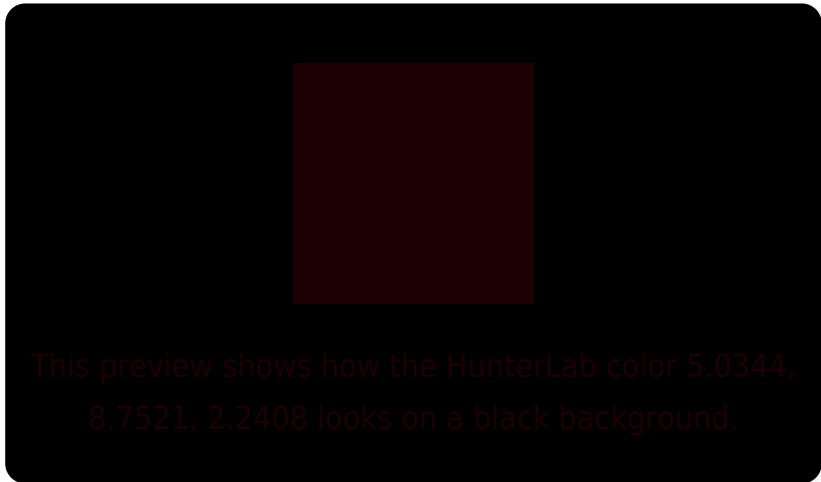 This preview shows how the HunterLab color 5.0344,
8.7521, 2.2408 looks on a black background.